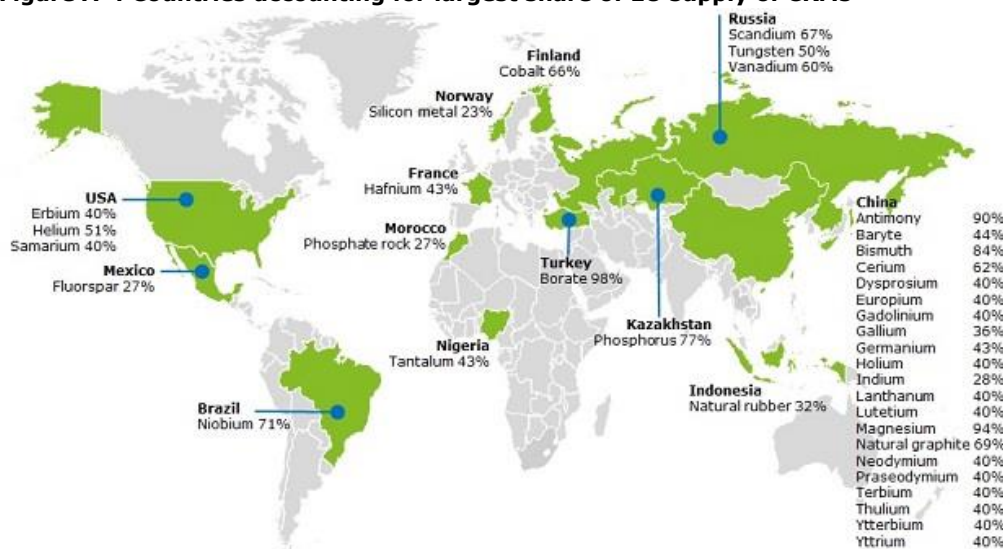 Russia
Scandium 67%
Tungsten 50%
Vanadium 60%
Finland
Cobalt 66%
Norway
Silicon metal 23%
France
Hafnium 43%
USA
Erbium 40%
Helium 51%
Samarium 40%
Morocco
Phosphate rock 27%
Mexico
Fluorspar 27%
Turkey
Borate 98%
Kazakhstan
Phosphorus 77%
Nigeria
Tantalum 43%
Indonesia
Natural rubber 32%
Brazil
Niobium 71%
China
Antimony 90%
Baryte 44%
Bismuth 84%
Cerium 62%
Dysprosium 40%
Europium 40%
Gadolinium 40%
Gallium 36%
Germanium 43%
Holium 40%
Indium 28%
Lanthanum 40%
Lutetium 40%
Magnesium 94%
Natural graphite 69%
Neodymium 40%
Praseodymium 40%
Terbium 40%
Thulium 40%
Ytterbium 40%
Yttrium 40%